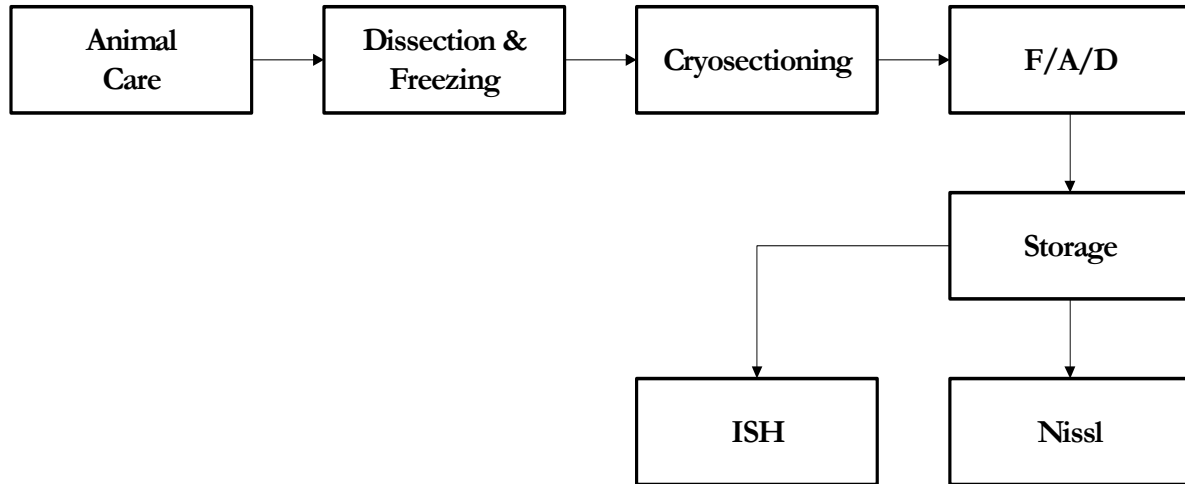 Animal
Care
Dissection &
Freezing
Cryosectioning
F/A/D
Storage
ISH
Nissl